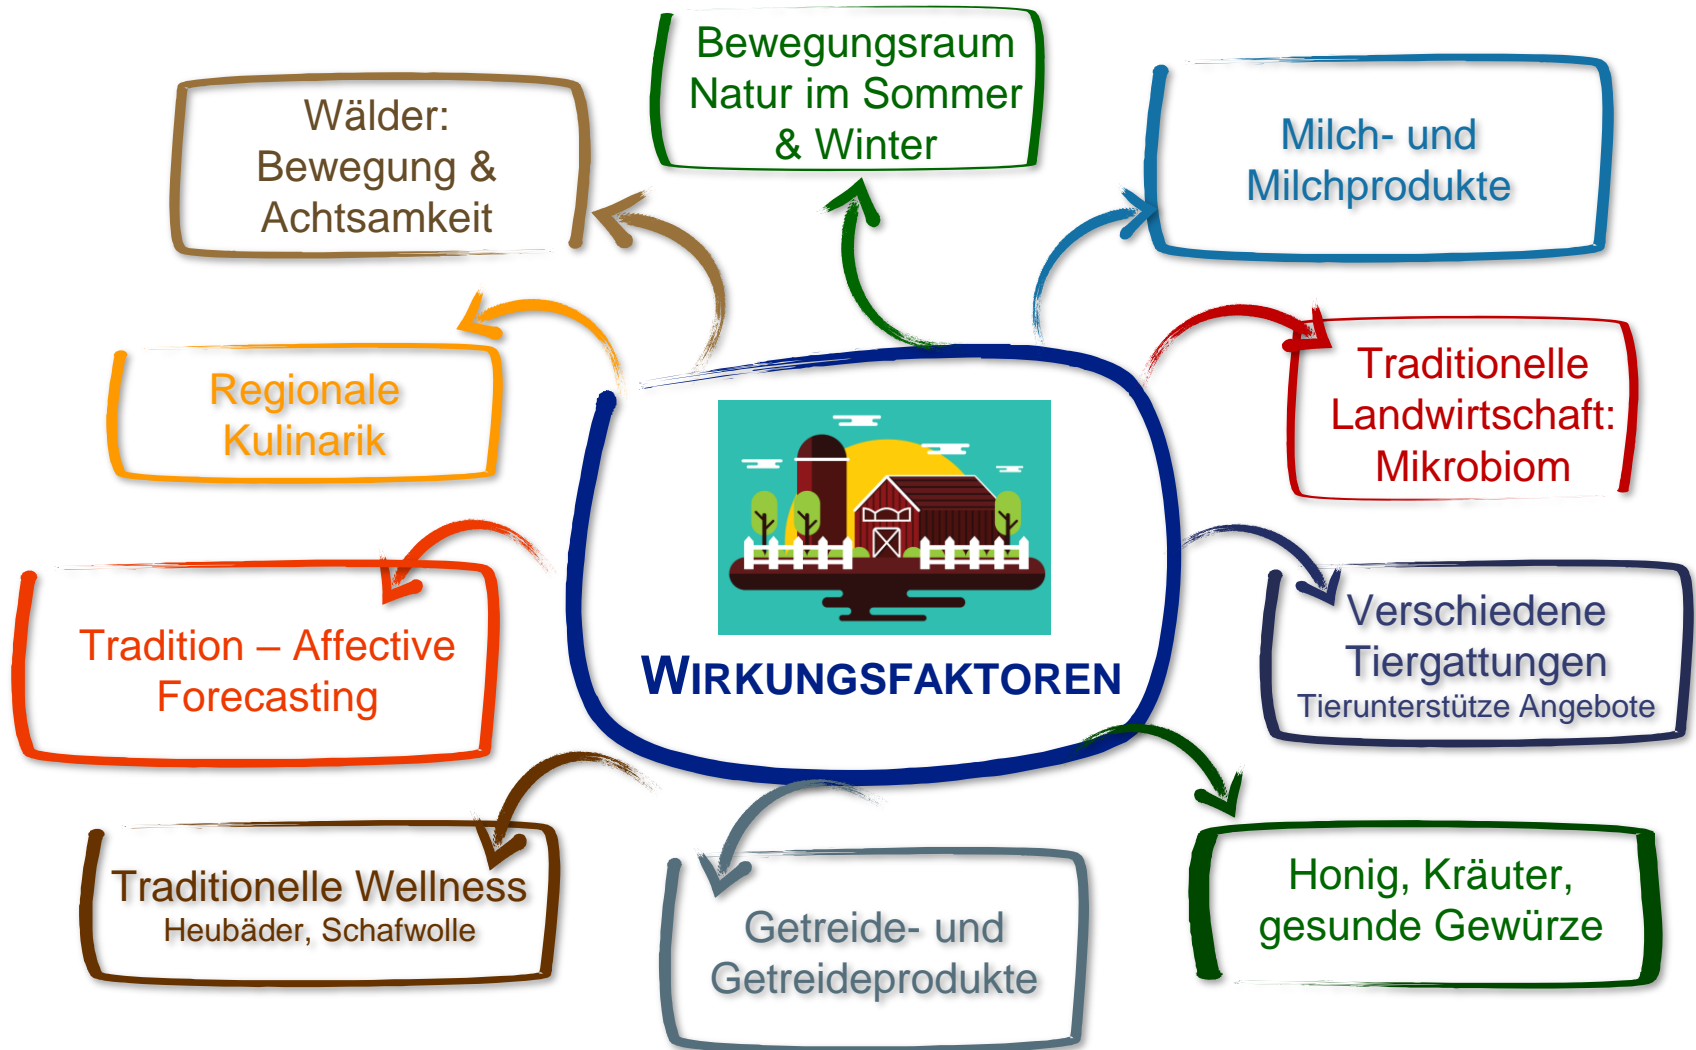 Bewegungsraum
Natur im Sommer
& Winter
Wälder:
Bewegung &
Achtsamkeit
Milch- und
Milchprodukte
Regionale
Kulinarik
Traditionelle
Landwirtschaft:
Mikrobiom
WIRKUNGSFAKTOREN
Tradition – Affective
Forecasting
Verschiedene
Tiergattungen
Tierunterstütze Angebote
Traditionelle Wellness
Heubäder, Schafwolle
Getreide- und
Getreideprodukte
Honig, Kräuter,
gesunde Gewürze